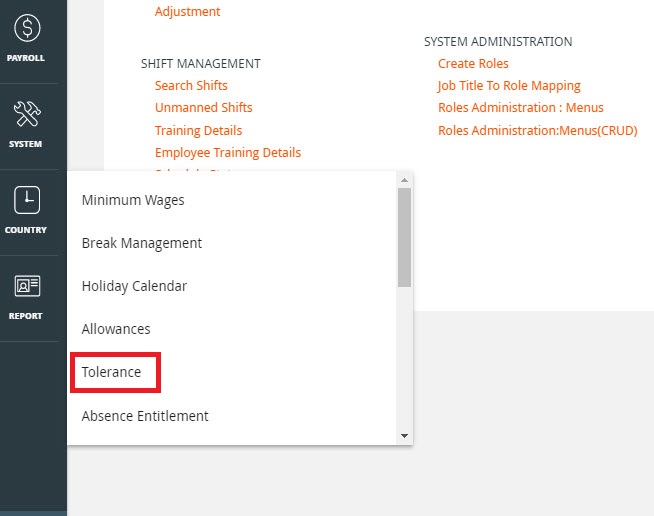 Adjustment
SYSTEM ADMINISTRATION
Create Roles
Job Title To Role Mapping
Roles Administration : Menus
Roles Administration:Menus(CRUD)
SHIFT MANAGEMENT
Search Shifts
Unmanned Shifts
Training Details
Employee Training Details
PAYROLL
SYSTEM
COUNTRY
REPORT
Minimum Wages
Break Management
Holiday Calendar
Allowances
Tolerance
Absence Entitlement